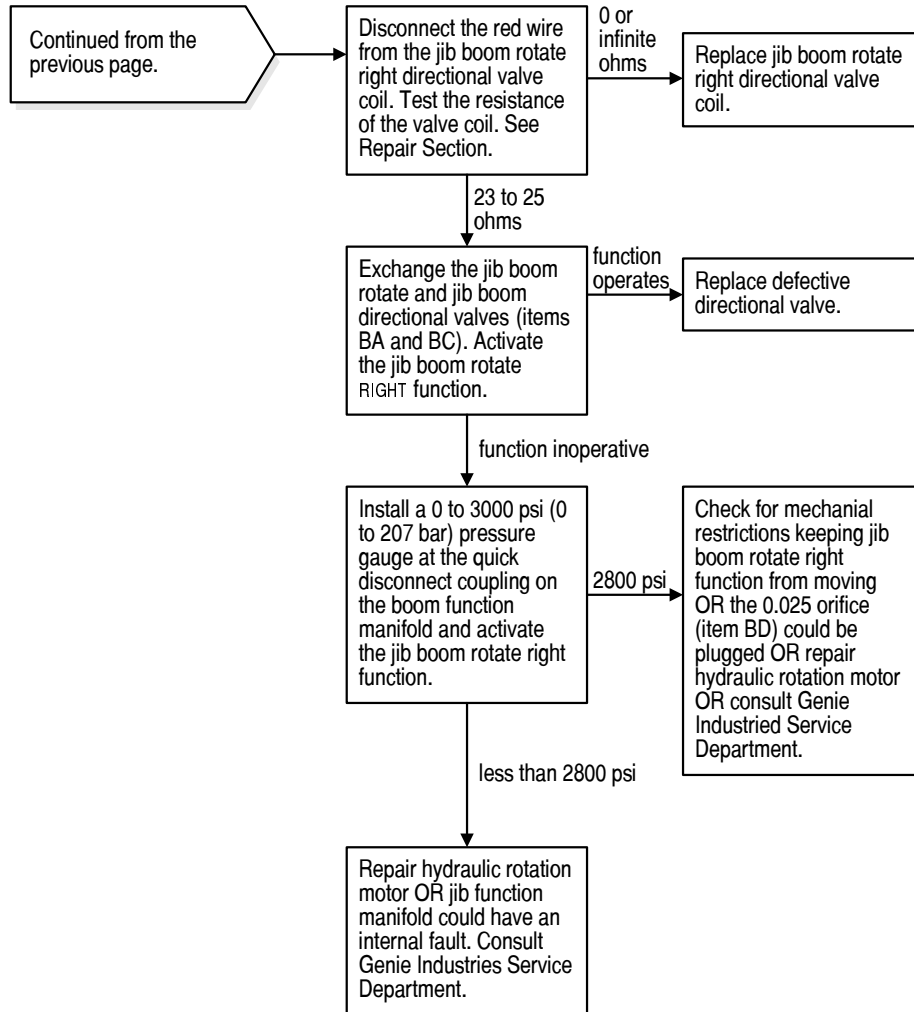 Continued from the
previous page.
Disconnect the red wire
from the jib boom rotate
right directional valve
coil. Test the resistance
of the valve coil. See
Repair Section.
0 or
infinite
ohms
Replace jib boom rotate
right directional valve
coil.
23 to 25
ohms
Exchange the jib boom
rotate and jib boom
directional valves (items
BA and BC). Activate
the jib boom rotate
RIGHT function.
function
operates
Replace defective
directional valve.
function inoperative
Install a 0 to 3000 psi (0
to 207 bar) pressure
gauge at the quick
disconnect coupling on
the boom function
manifold and activate
the jib boom rotate right
function.
2800 psi
Check for mechanial
restrictions keeping jib
boom rotate right
function from moving
OR the 0.025 orifice
(item BD) could be
plugged OR repair
hydraulic rotation motor
OR consult Genie
Industried Service
Department.
less than 2800 psi
Repair hydraulic rotation
motor OR jib function
manifold could have an
internal fault. Consult
Genie Industries Service
Department.